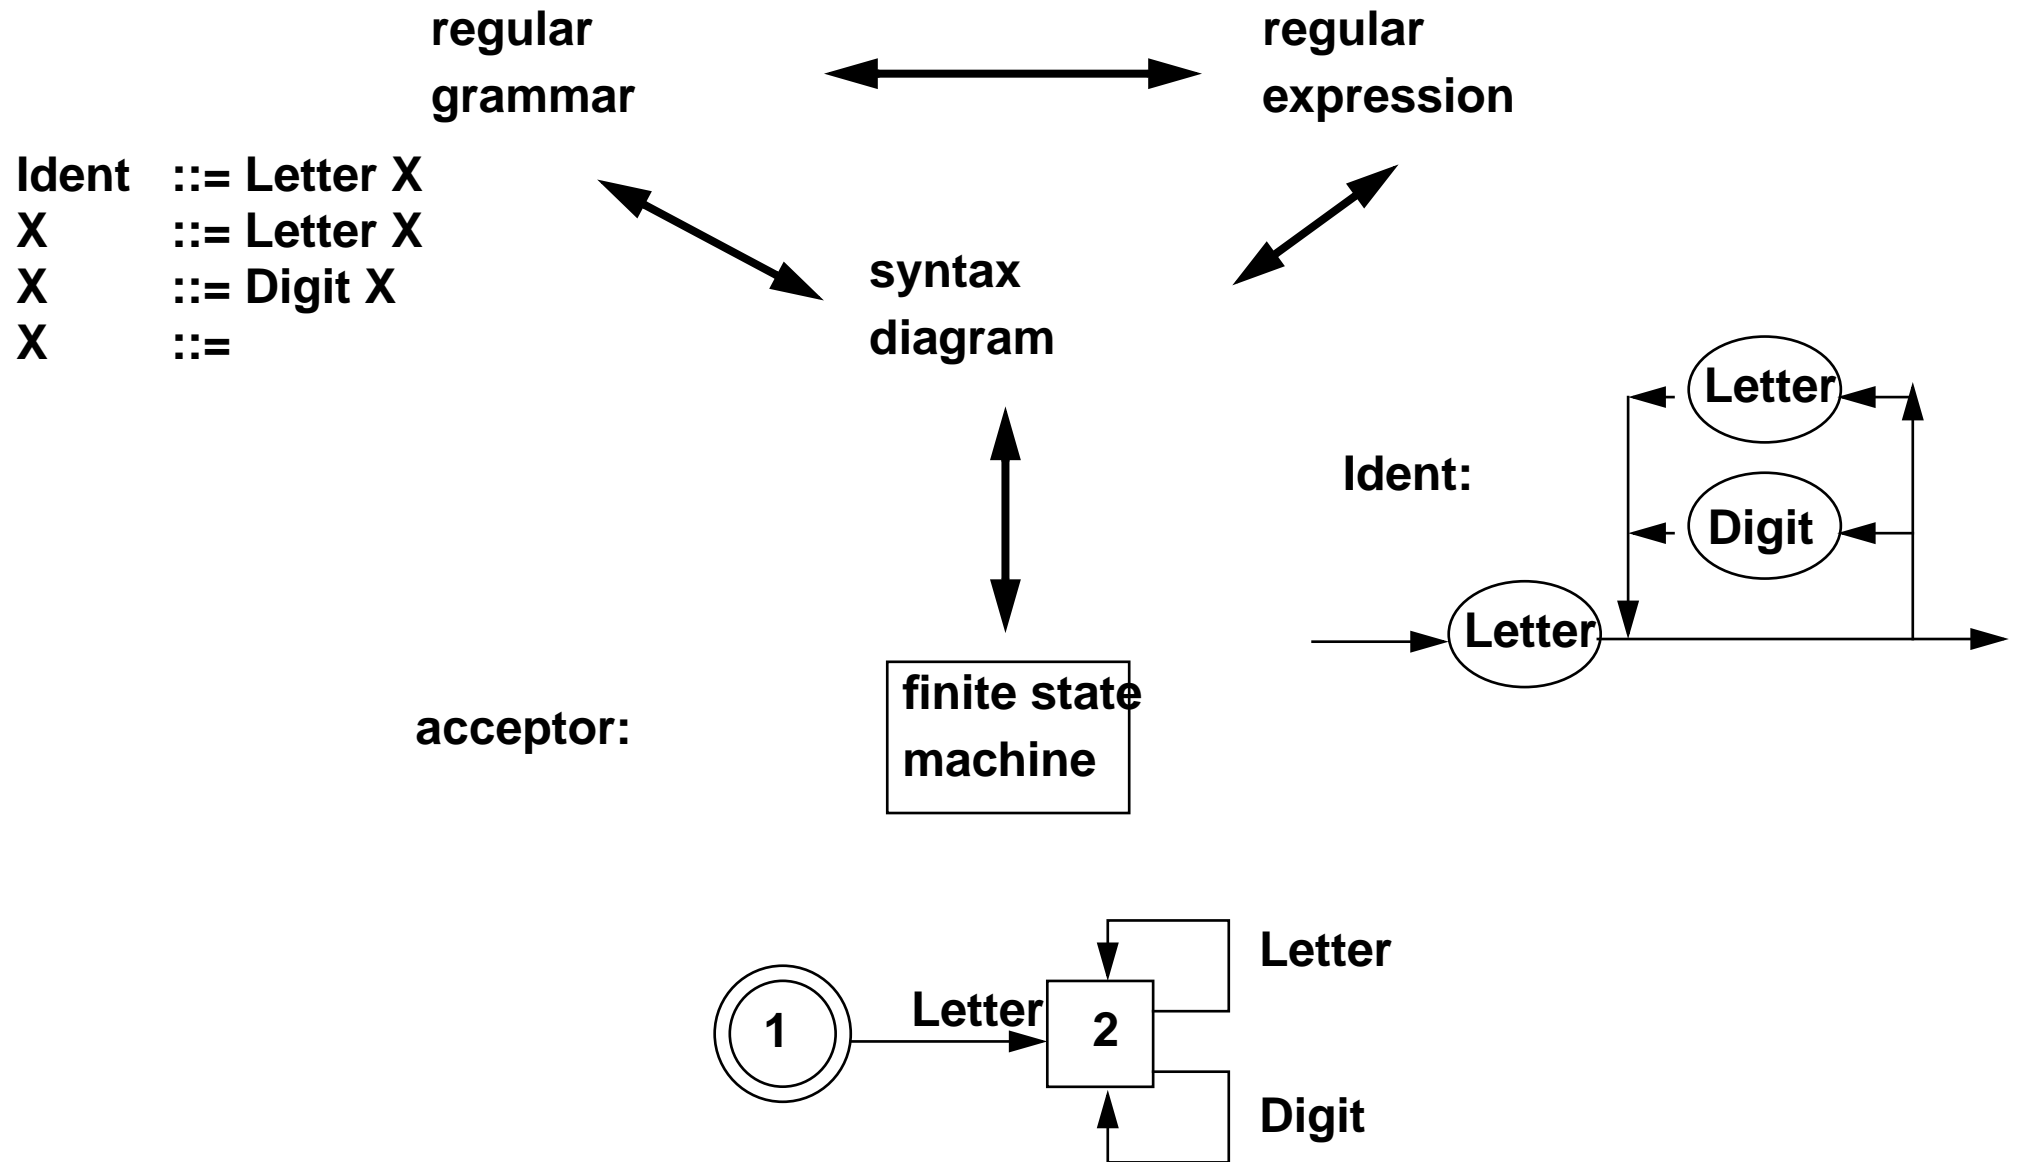 regular
grammar
regular
expression
Ident ::= Letter X
X ::= Letter X
X ::= Digit X
X ::=
syntax
diagram
Letter
Ident:
Digit
Letter
finite state
machine
acceptor:
Letter
1
Letter
2
Digit